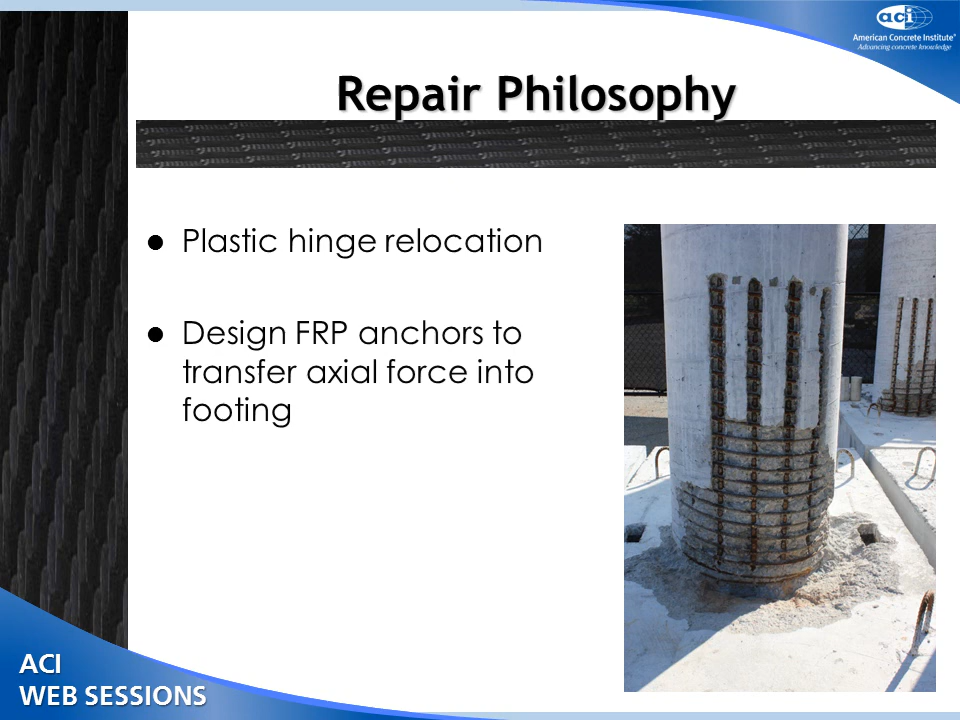 aci
American Concrete Institute®
Advancing concrete knowledge
Repair Philosophy
● Plastic hinge relocation
● Design FRP anchors to
transfer axial force into
footing
ACI
WEB SESSIONS